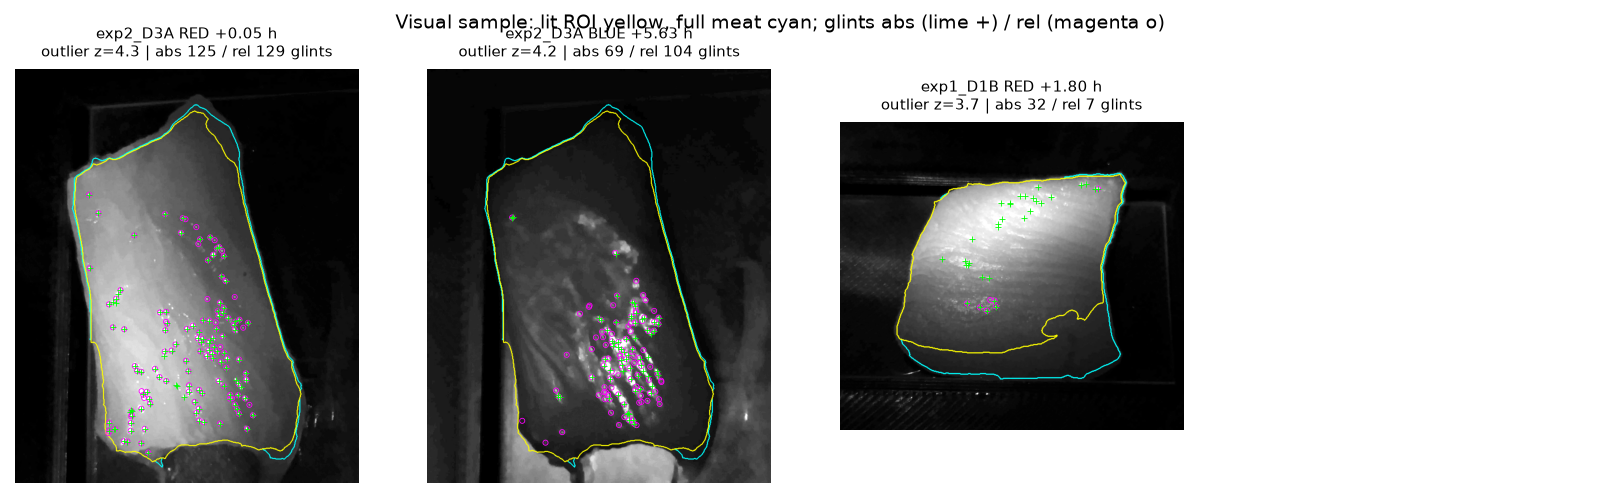 Visual sample: lit ROI yellow, full meat cyan; glints abs (lime +) / rel (magenta o)
exp2_D3A RED +0.05 h
outlier z=4.3 | abs 125 / rel 129 glints
exp2_D3A BLUE +5.63 h
outlier z=4.2 | abs 69 / rel 104 glints
exp1_D1B RED +1.80 h
outlier z=3.7 | abs 32 / rel 7 glints